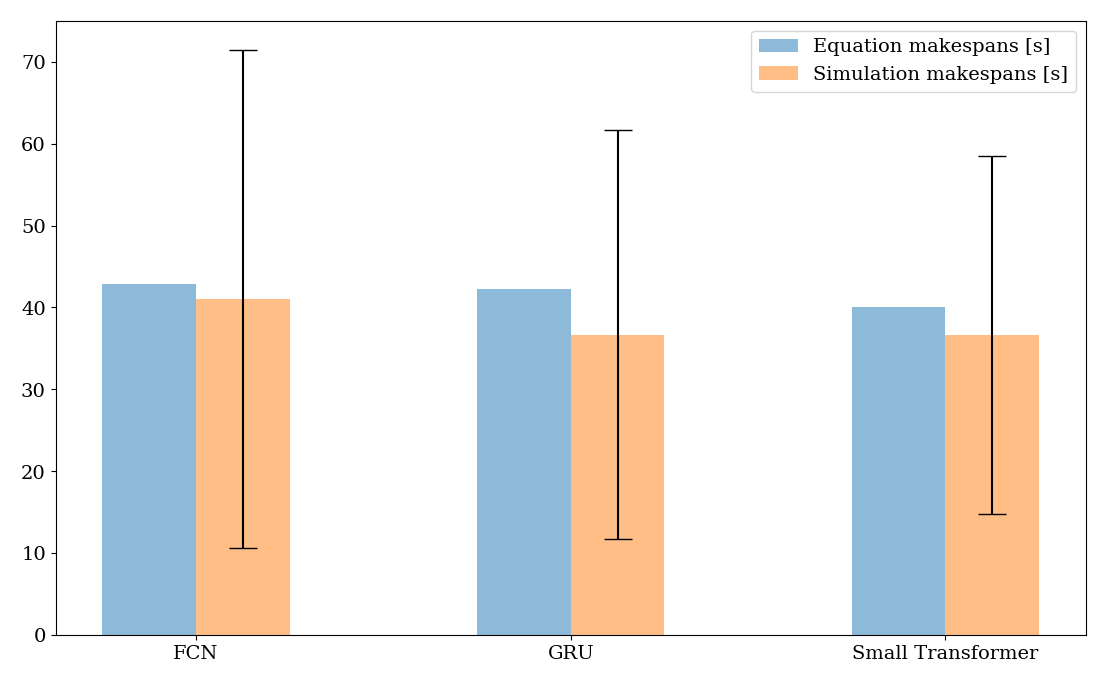 Equation makespans [s]
Simulation makespans [s]
70
60
50
40
30
20
10
0
FCN GRU Small Transformer